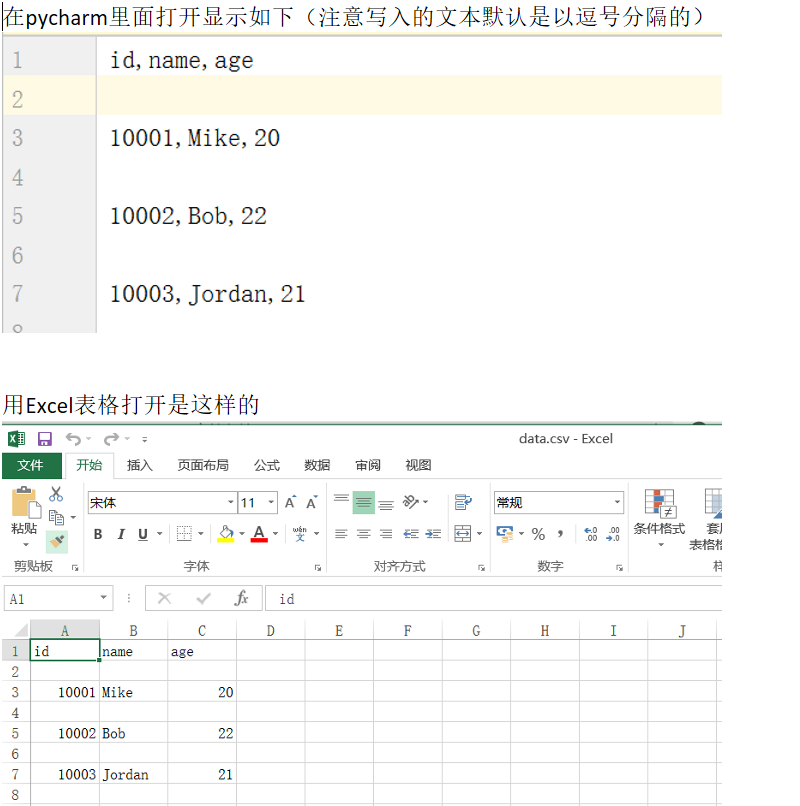 在pycharm里面打开显示如下（注意写入的文本默认是以逗号分隔的）
1 id,name,age
2
3 10001,Mike,20
4
5 10002,Bob,22
6
7 10003,Jordan,21
用Excel表格打开是这样的
data.csv - Excel
文件 开始 插入 页面布局 公式 数据 审阅 视图
宋体 11 A A 常规
粘贴 B I U A wén 文 % , .00 .0 条件格式 套
表格格
剪贴板 字体 对齐方式 数字
A1 fx id
A B C D E F G H I J
1 id name age
2
3 10001 Mike 20
4
5 10002 Bob 22
6
7 10003 Jordan 21
8